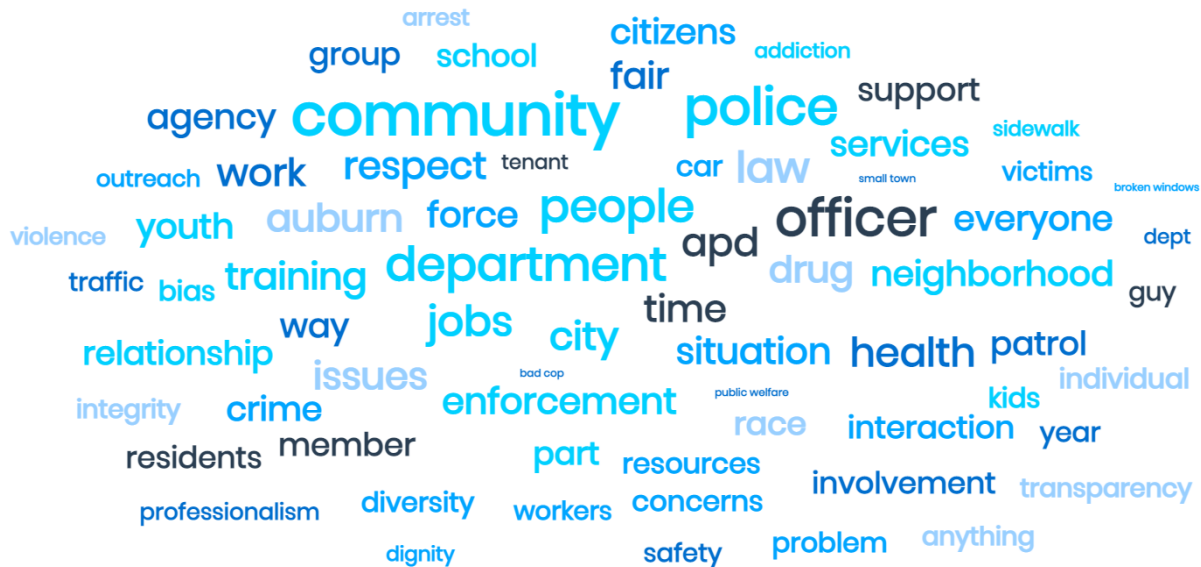 arrest
citizens
group
school
addiction
fair
support
agency
community
police
services
sidewalk
work
respect
tenant
car
law
victims
outreach
small town
broken windows
youth
auburn
force
people
officer
everyone
violence
apd
dept
traffic
bias
training
department
drug
neighborhood
guy
way
jobs
time
city
relationship
situation
health
patrol
issues
bad cop
public welfare
individual
integrity
crime
enforcement
kids
race
interaction
year
residents
member
part
resources
involvement
transparency
professionalism
diversity
workers
concerns
problem
anything
dignity
safety